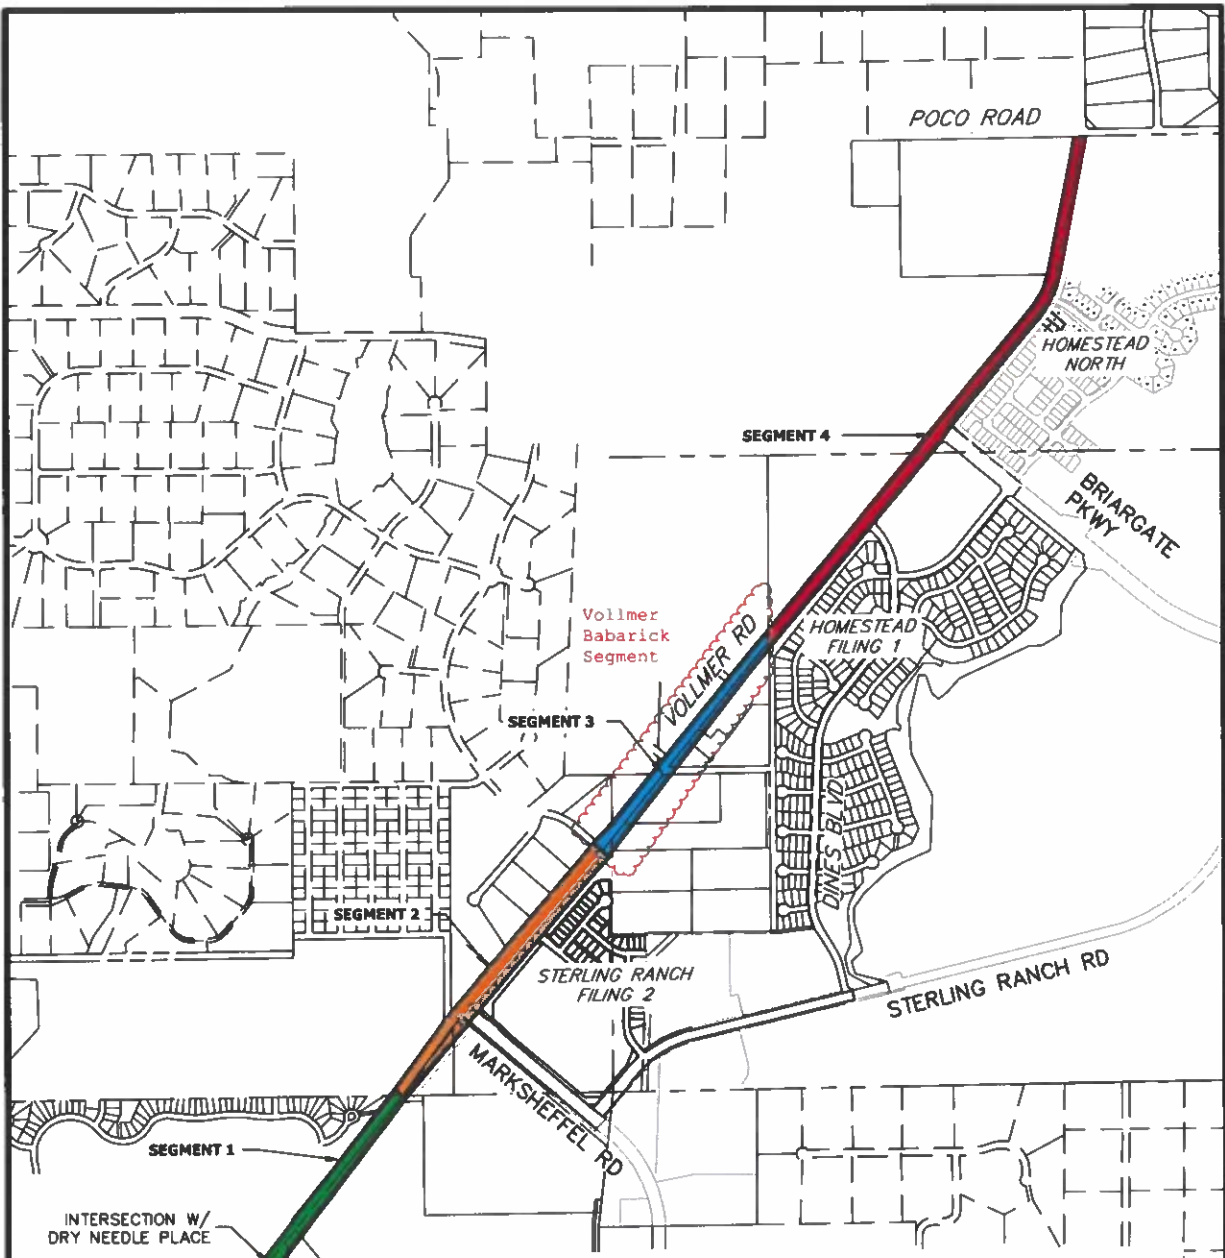 POCO ROAD
HOMESTEAD
NORTH
SEGMENT 4
BRIARGATE
PKWY
Vollmer
Babarick
Segment
VOLLMER RD
HOMESTEAD
FILING 1
SEGMENT 3
DINES BLVD
SEGMENT 2
STERLING RANCH
FILING 2
STERLING RANCH RD
MARKSHEFFEL RD
SEGMENT 1
INTERSECTION W/
DRY NEEDLE PLACE